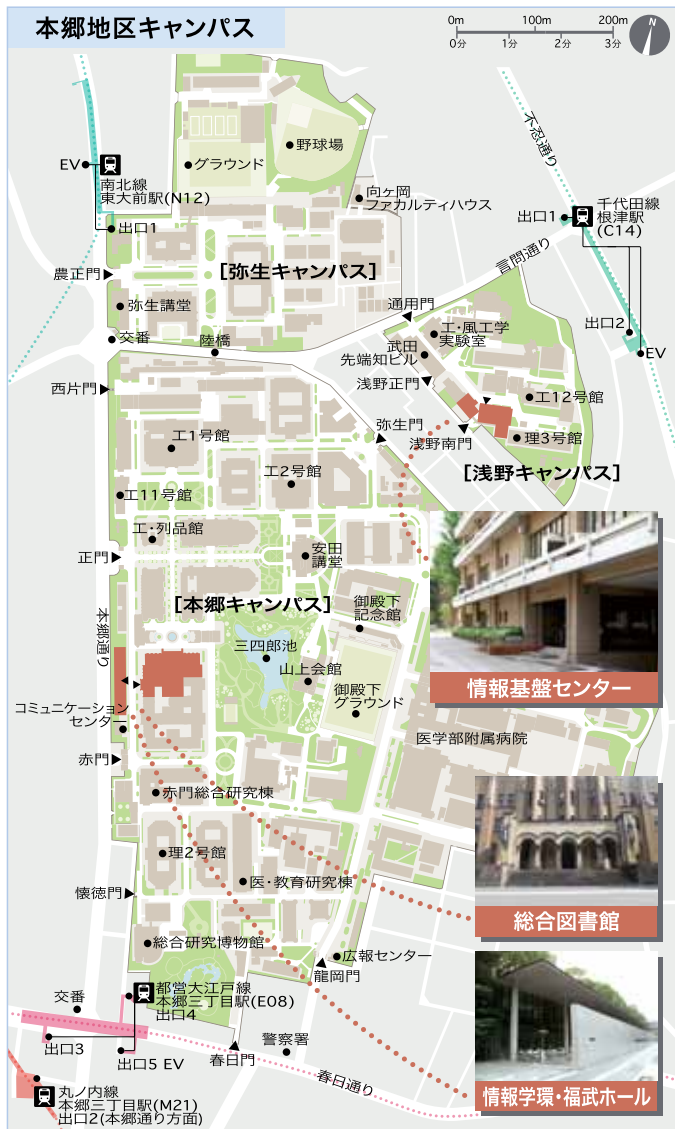 本郷地区キャンパス
0m 100m 200m
0分 1分 2分 3分
N
不忍通り
野球場
EV
グラウンド
南北線
東大前駅(N12)
向ヶ岡
ファカルティハウス
出口1
千代田線
根津駅
(C14)
出口1
言問通り
[弥生キャンパス]
農正門
弥生講堂
通用門
出口2
工・風工学
実験室
交番
陸橋
武田
先端知ビル
EV
浅野正門
西片門
工12号館
弥生門
工1号館
浅野南門
理3号館
[浅野キャンパス]
工2号館
工11号館
工・列品館
正門
安田
講堂
本郷通り
[本郷キャンパス]
御殿下
記念館
三四郎池
山上会館
情報基盤センター
御殿下
グラウンド
コミュニケーション
センター
医学部附属病院
赤門
赤門総合研究棟
理2号館
医・教育研究棟
懐徳門
総合図書館
総合研究博物館
広報センター
龍岡門
都営大江戸線
本郷三丁目駅(E08)
出口4
交番
警察署
出口3
出口5 EV
春日門
春日通り
情報学環・福武ホール
丸ノ内線
本郷三丁目駅(M21)
出口2(本郷通り方面)